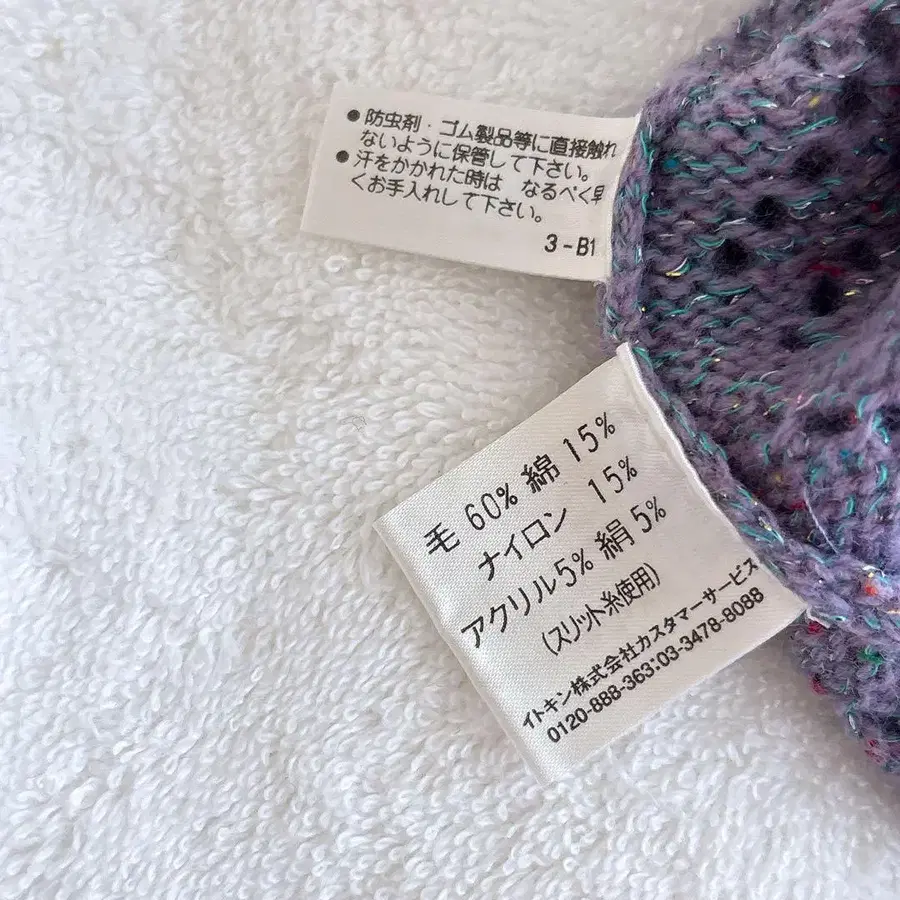 ●防虫剤・ゴム製品等に直接触れ
ないように保管して下さい。
●汗をかかれた時は なるべく早
くお手入れして下さい。
3-B1
毛 60% 綿 15%
ナイロン 15%
アクリル5% 絹 5%
(スリット糸使用)
イトキン株式会社カスタマーサービス
0120-888-363:03-3478-8088